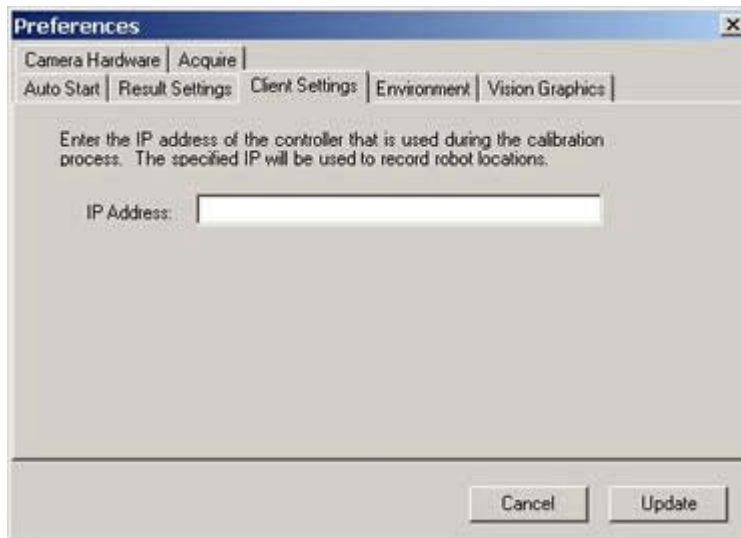 Preferences
Camera Hardware Acquire
Auto Start Result Settings Client Settings Environment Vision Graphics
Enter the IP address of the controller that is used during the calibration
process. The specified IP will be used to record robot locations.
IP Address:
Cancel Update